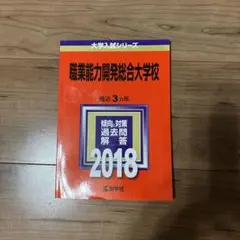 大学入試シリーズ
職業能力開発総合大学校
最近3カ年
傾向と対策
過去問
解答
2018
教学社